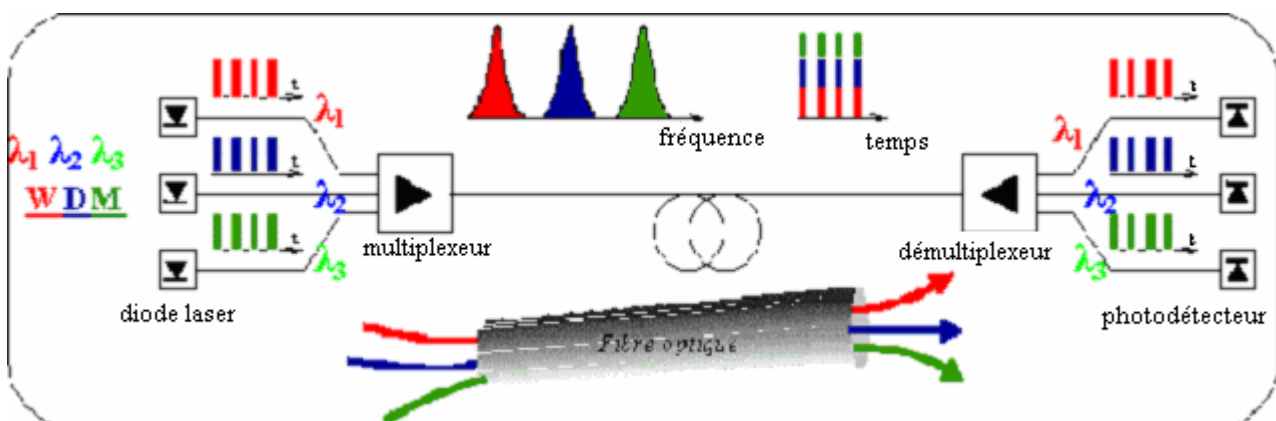 λ1 λ2 λ3
WDM
t
λ1
t
λ2
t
λ3
diode laser
multiplexeur
fréquence
temps
Fibre optique
démultiplexeur
t
λ1
t
λ2
t
λ3
photodétecteur